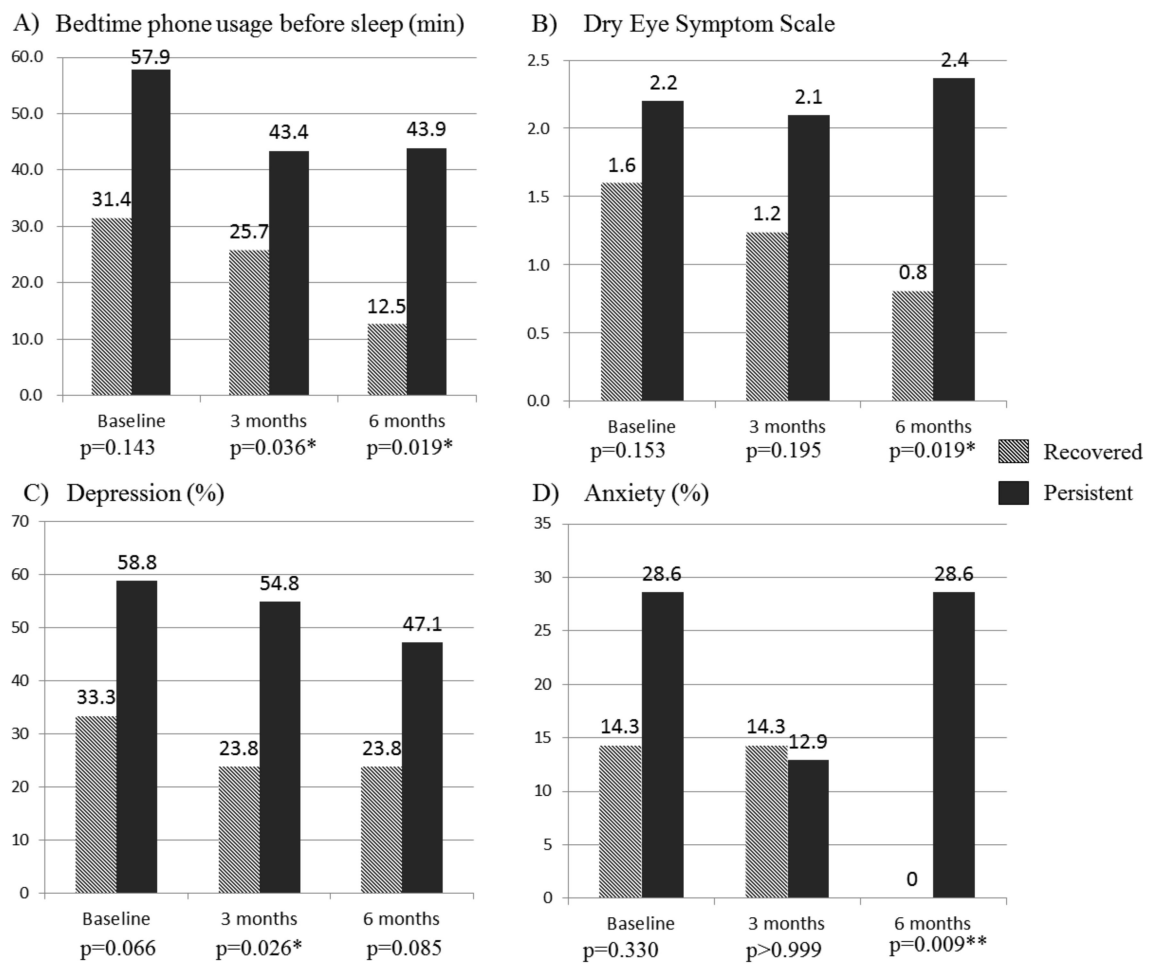 A) Bedtime phone usage before sleep (min)
60.0
50.0
40.0
30.0
20.0
10.0
0.0
31.4
57.9
25.7
43.4
12.5
43.9
Baseline
3 months
6 months
p=0.143
p=0.036*
p=0.019*
B) Dry Eye Symptom Scale
2.5
2.0
1.5
1.0
0.5
0.0
1.6
2.2
1.2
2.1
0.8
2.4
Baseline
3 months
6 months
p=0.153
p=0.195
p=0.019*
Recovered
Persistent
C) Depression (%)
70
60
50
40
30
20
10
0
33.3
58.8
23.8
54.8
23.8
47.1
Baseline
3 months
6 months
p=0.066
p=0.026*
p=0.085
D) Anxiety (%)
35
30
25
20
15
10
5
0
14.3
28.6
14.3
12.9
0
28.6
Baseline
3 months
6 months
p=0.330
p>0.999
p=0.009**